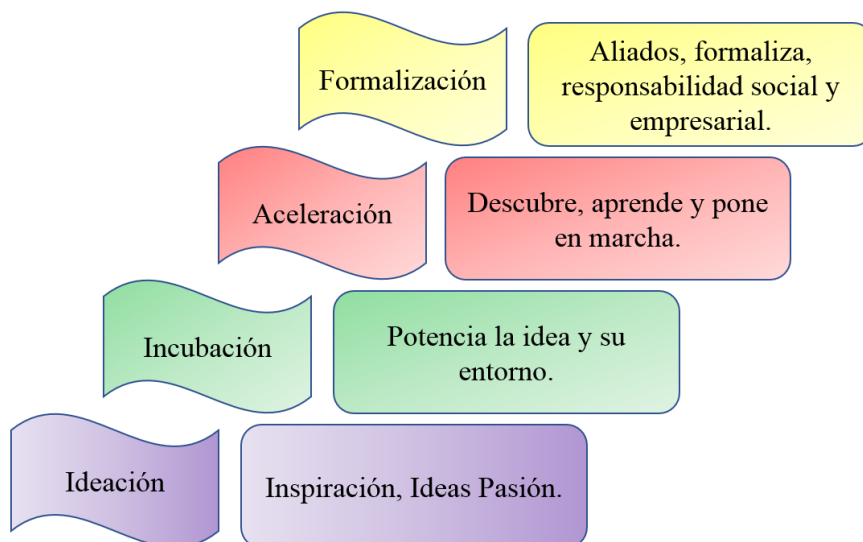 Formalización
Aliados, formaliza,
responsabilidad social y
empresarial.
Aceleración
Descubre, aprende y pone
en marcha.
Incubación
Potencia la idea y su
entorno.
Ideación
Inspiración, Ideas Pasión.